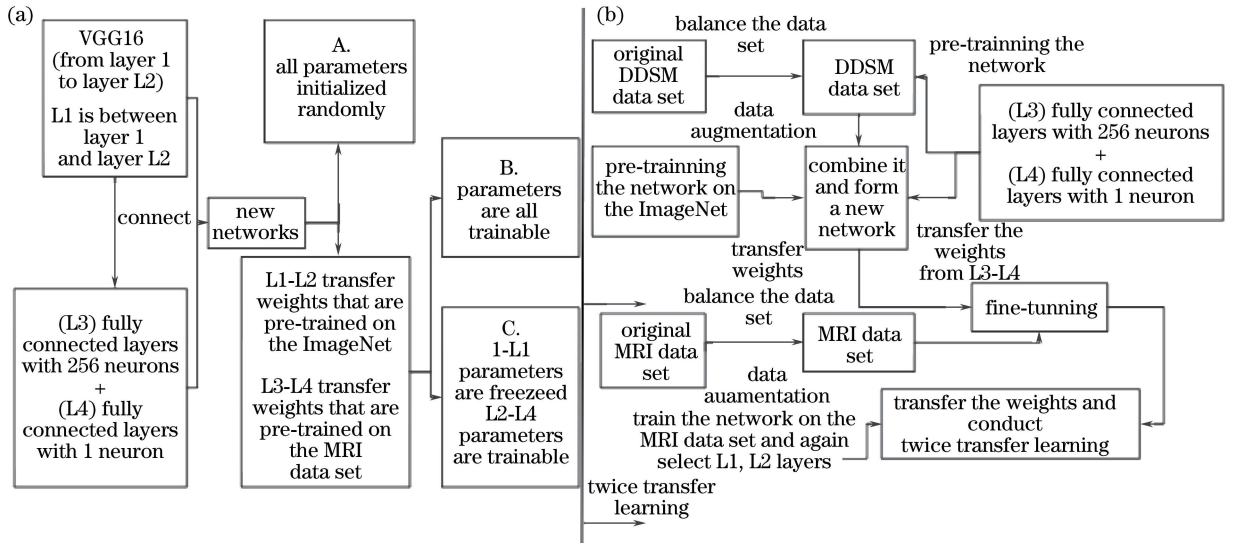 (a)
VGG16
(from layer 1
to layer L2)
L1 is between
layer 1
and layer L2
connect
(L3) fully
connected layers
with 256 neurons
+
(L4) fully
connected layers
with 1 neuron
new
networks
A.
all parameters
initialized
randomly
L1-L2 transfer
weights that are
pre-trained on
the ImageNet
L3-L4 transfer
weights that are
pre-trained on
the MRI
data set
B.
parameters
are all
trainable
C.
1-L1
parameters
are freezeed
L2-L4
parameters
are trainable
(b)
original
DDSM
data set
balance the data
set
data
augmentation
DDSM
data set
pre-trainning the
network
(L3) fully connected
layers with 256 neurons
+
(L4) fully connected
layers with 1 neuron
pre-trainning
the network on
the ImageNet
combine it
and form
a new
network
transfer
weights
transfer the
weights
from L3-L4
fine-tunning
balance the data
set
original
MRI data
set
MRI data
set
data
auamentation
train the network on the
MRI data set and again
select L1, L2 layers
transfer the weights and
conduct
twice transfer learning
twice transfer
learning